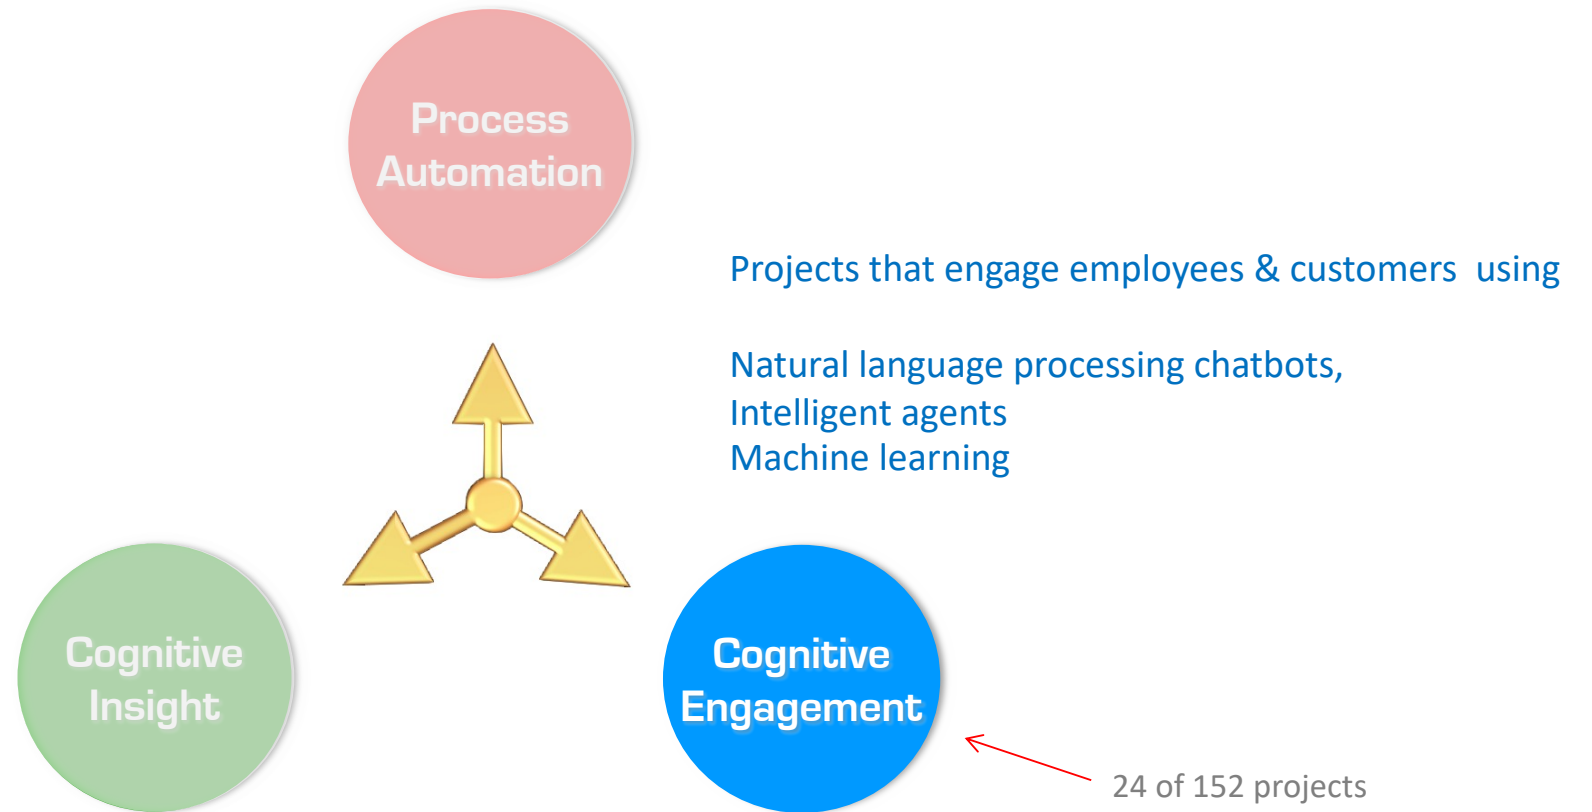 Process
Automation
Projects that engage employees & customers  using
Natural language processing chatbots,
Intelligent agents
Machine learning
Cognitive
Insight
Cognitive
Engagement
24 of 152 projects